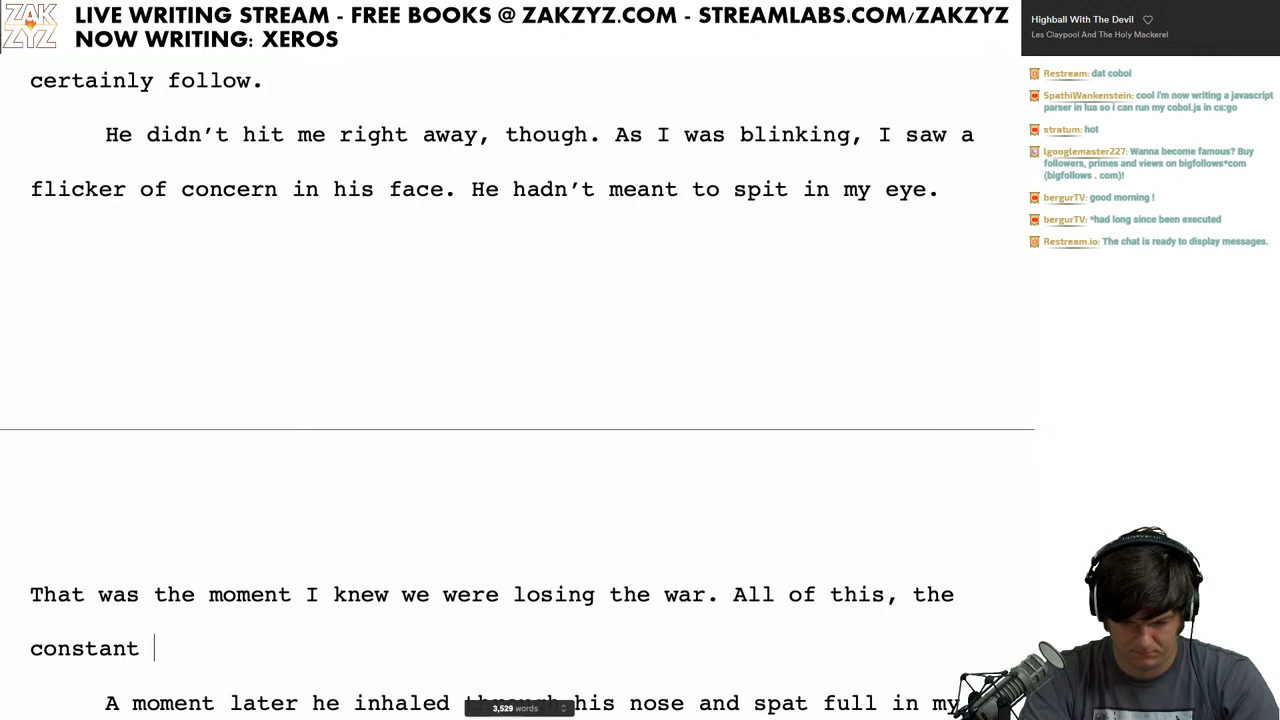 ZAK
ZYZ
LIVE WRITING STREAM - FREE BOOKS @ ZAKZYZ.COM - STREAMLABS.COM/ZAKZYZ
NOW WRITING: XEROS
certainly follow.
He didn’t hit me right away, though. As I was blinking, I saw a
flicker of concern in his face. He hadn’t meant to spit in my eye.
That was the moment I knew we were losing the war. All of this, the
constant
A moment later he inhaled through his nose and spat full in my
3,529 words
Highball With The Devil
Les Claypool And The Holy Mackerel
Restream: dat cobol
SpathiWankenstein: cool i'm now writing a javascript
parser in lua so i can run my cobol.js in cs:go
stratum: hot
lgooglemaster227: Wanna become famous? Buy
followers, primes and views on bigfollows*com
(bigfollows . com)!
bergurTV: good morning !
bergurTV: *had long since been executed
Restream.io: The chat is ready to display messages.